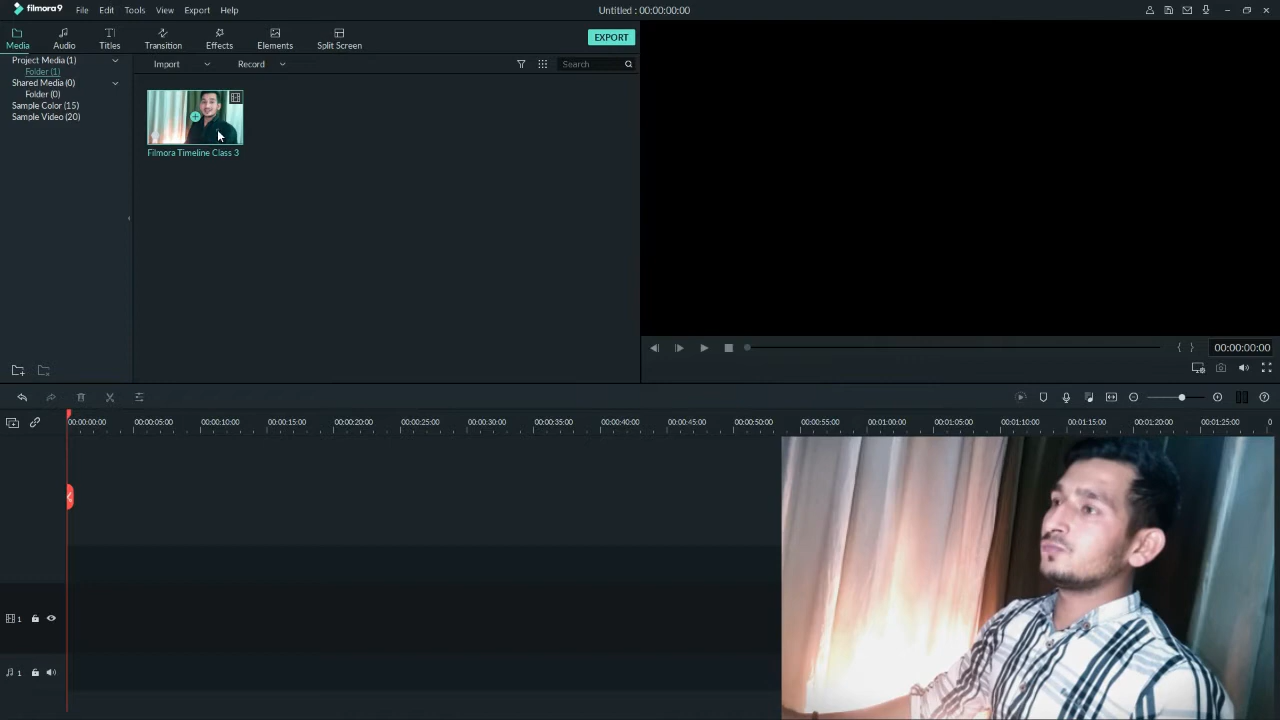 filmora9 File Edit Tools View Export Help Untitled : 00:00:00:00
Media Audio Titles Transition Effects Elements Split Screen EXPORT
Project Media (1)
Folder (1)
Shared Media (0)
Folder (0)
Sample Color (15)
Sample Video (20)
Import Record Search
Filmora Timeline Class 3
00:00:00:00
00:00:00:00 00:00:05:00 00:00:10:00 00:00:15:00 00:00:20:00 00:00:25:00 00:00:30:00 00:00:35:00 00:00:40:00 00:00:45:00 00:00:50:00 00:00:55:00 00:01:00:00 00:01:05:00 00:01:10:00 00:01:15:00 00:01:20:00 00:01:25:00 0
1
1